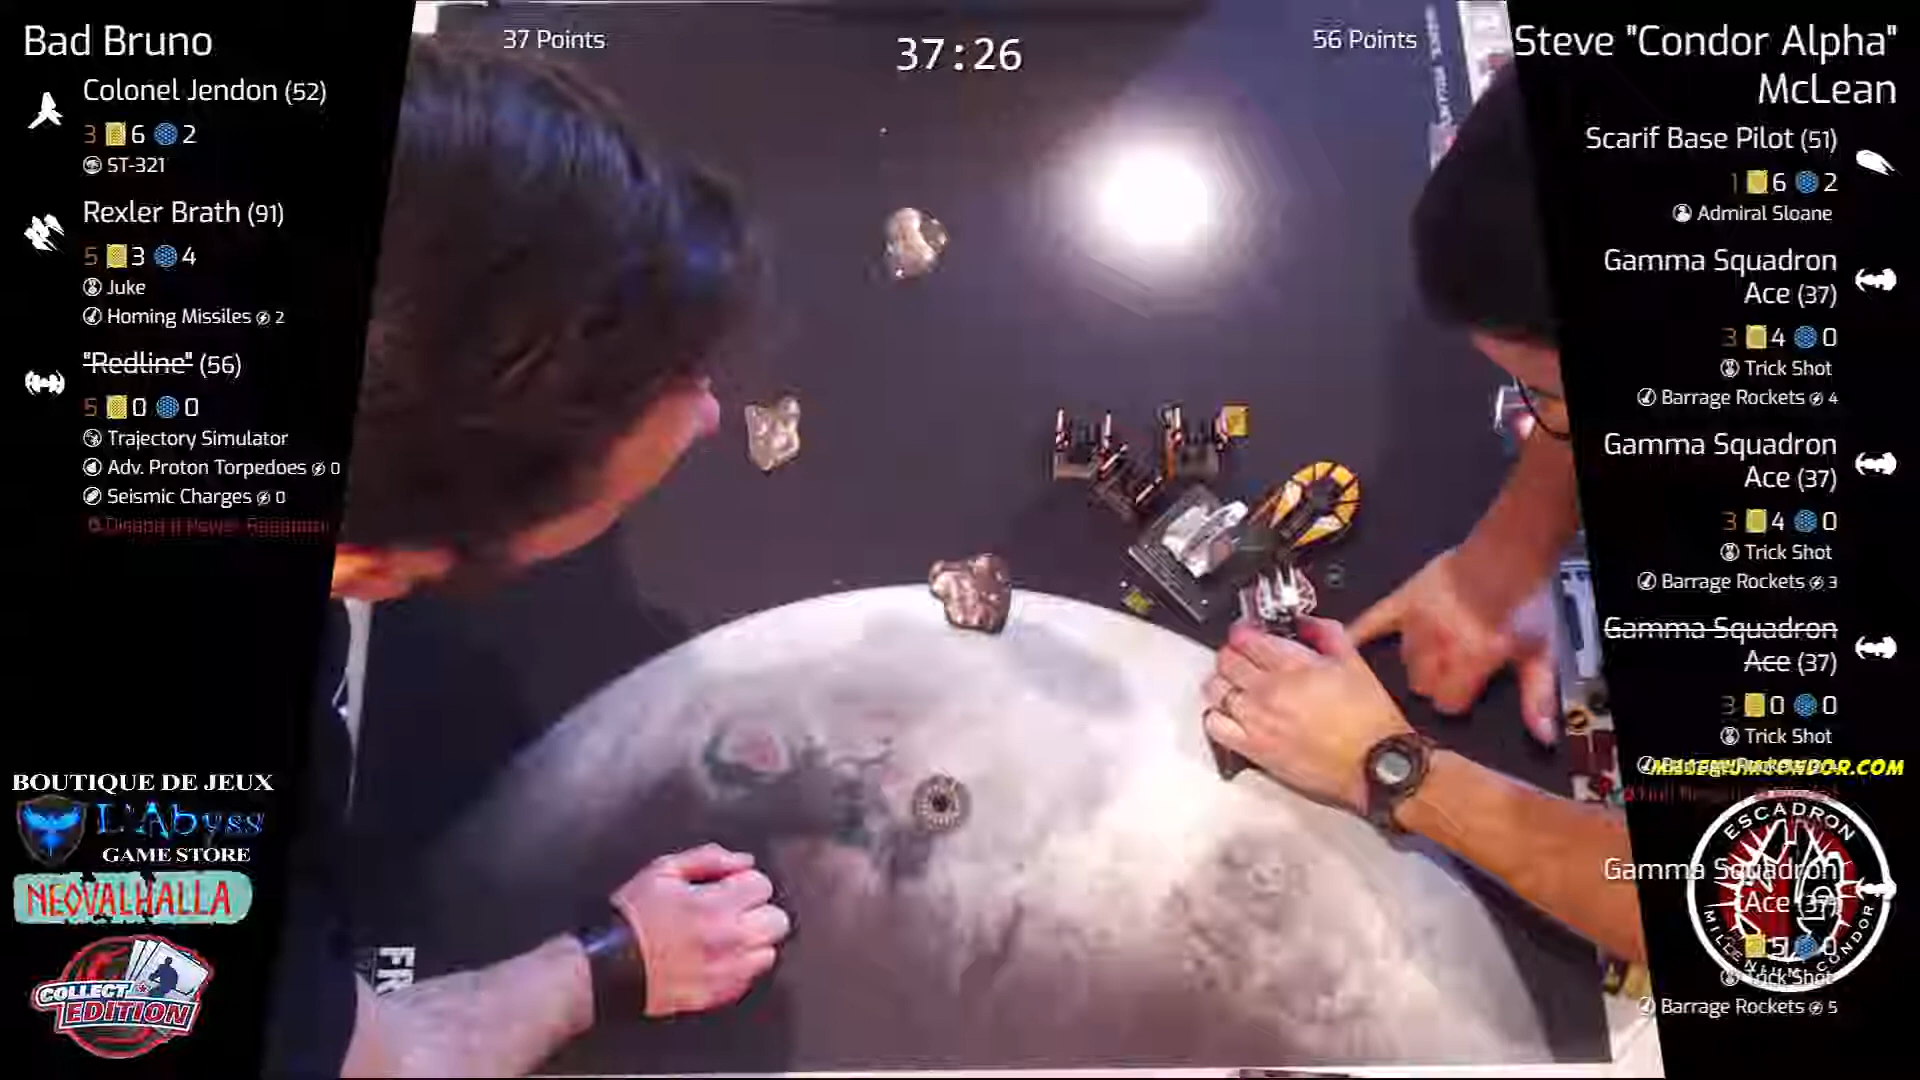 Bad Bruno
Colonel Jendon (52)
3 6 2
ST-321
Rexler Brath (91)
5 3 4
Juke
Homing Missiles 2
"Redline" (56)
5 0 0
Trajectory Simulator
Adv. Proton Torpedoes 0
Seismic Charges 0
BOUTIQUE DE JEUX
L'Abyss
GAME STORE
NEOVALHALLA
COLLECT
EDITION
37 Points
37:26
56 Points
FR
Steve "Condor Alpha"
McLean
Scarif Base Pilot (51)
1 6 2
Admiral Sloane
Gamma Squadron
Ace (37)
3 4 0
Trick Shot
Barrage Rockets 4
Gamma Squadron
Ace (37)
3 4 0
Trick Shot
Barrage Rockets 3
Gamma Squadron
Ace (37)
3 0 0
Trick Shot
ESCADRON
Gamma Squadron
Ace (37)
5 0
Trick Shot
Barrage Rockets 5